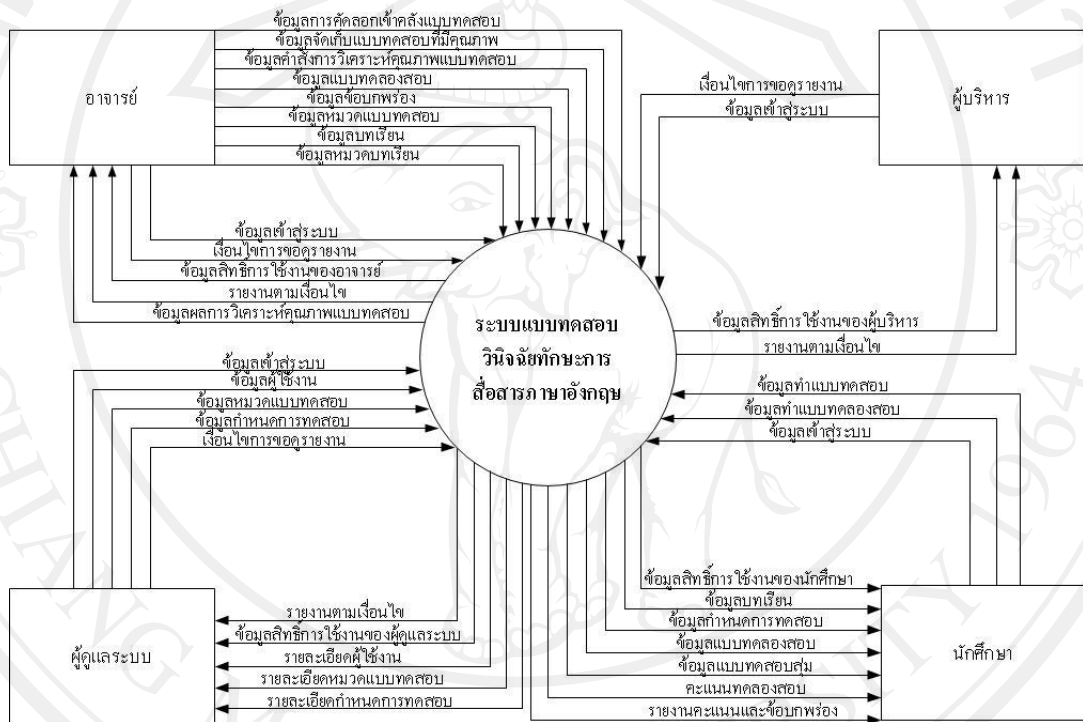 ข้อมูลการคัดลอกเข้าคลังแบบทดสอบ
ข้อมูลจัดเก็บแบบทดสอบที่มีคุณภาพ
ข้อมูลคำสั่งการวิเคราะห์คุณภาพแบบทดสอบ
ข้อมูลแบบทดลองสอบ
ข้อมูลข้อบกพร่อง
ข้อมูลหมวดแบบทดสอบ
ข้อมูลบทเรียน
ข้อมูลหมวดบทเรียน
อาจารย์
ข้อมูลเข้าสู่ระบบ
เงื่อนไขการขอดูรายงาน
ข้อมูลสิทธิ์การใช้งานของอาจารย์
รายงานตามเงื่อนไข
ข้อมูลผลการวิเคราะห์คุณภาพแบบทดสอบ
เงื่อนไขการขอดูรายงาน
ข้อมูลเข้าสู่ระบบ
ผู้บริหาร
ข้อมูลสิทธิ์การใช้งานของผู้บริหาร
รายงานตามเงื่อนไข
ระบบแบบทดสอบ
วินิจฉัยทักษะการ
สื่อสารภาษาอังกฤษ
ข้อมูลเข้าสู่ระบบ
ข้อมูลผู้ใช้งาน
ข้อมูลหมวดแบบทดสอบ
ข้อมูลกำหนดการทดสอบ
เงื่อนไขการขอดูรายงาน
ข้อมูลทำแบบทดสอบ
ข้อมูลทำแบบทดลองสอบ
ข้อมูลเข้าสู่ระบบ
รายงานตามเงื่อนไข
ข้อมูลสิทธิ์การใช้งานของผู้ดูแลระบบ
รายละเอียดผู้ใช้งาน
รายละเอียดหมวดแบบทดสอบ
รายละเอียดกำหนดการทดสอบ
ผู้ดูแลระบบ
ข้อมูลสิทธิ์การใช้งานของนักศึกษา
ข้อมูลบทเรียน
ข้อมูลกำหนดการทดสอบ
ข้อมูลแบบทดลองสอบ
ข้อมูลแบบทดสอบสุ่ม
คะแนนทดลองสอบ
รายงานคะแนนและข้อบกพร่อง
นักศึกษา
1964